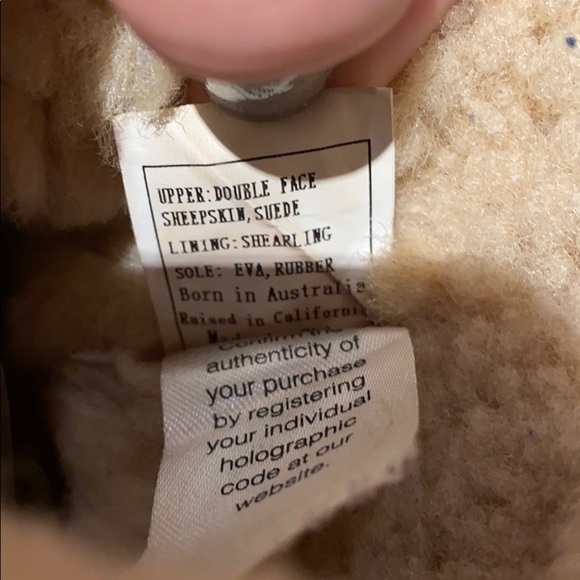 UPPER:DOUBLE FACE
SHEEPSKIN,SUEDE
LINING:SHEARLING
SOLE: EVA,RUBBER
Born in Australia
Raised in California
authenticity of
your purchase
by registering
your individual
holographic
code at our
website.